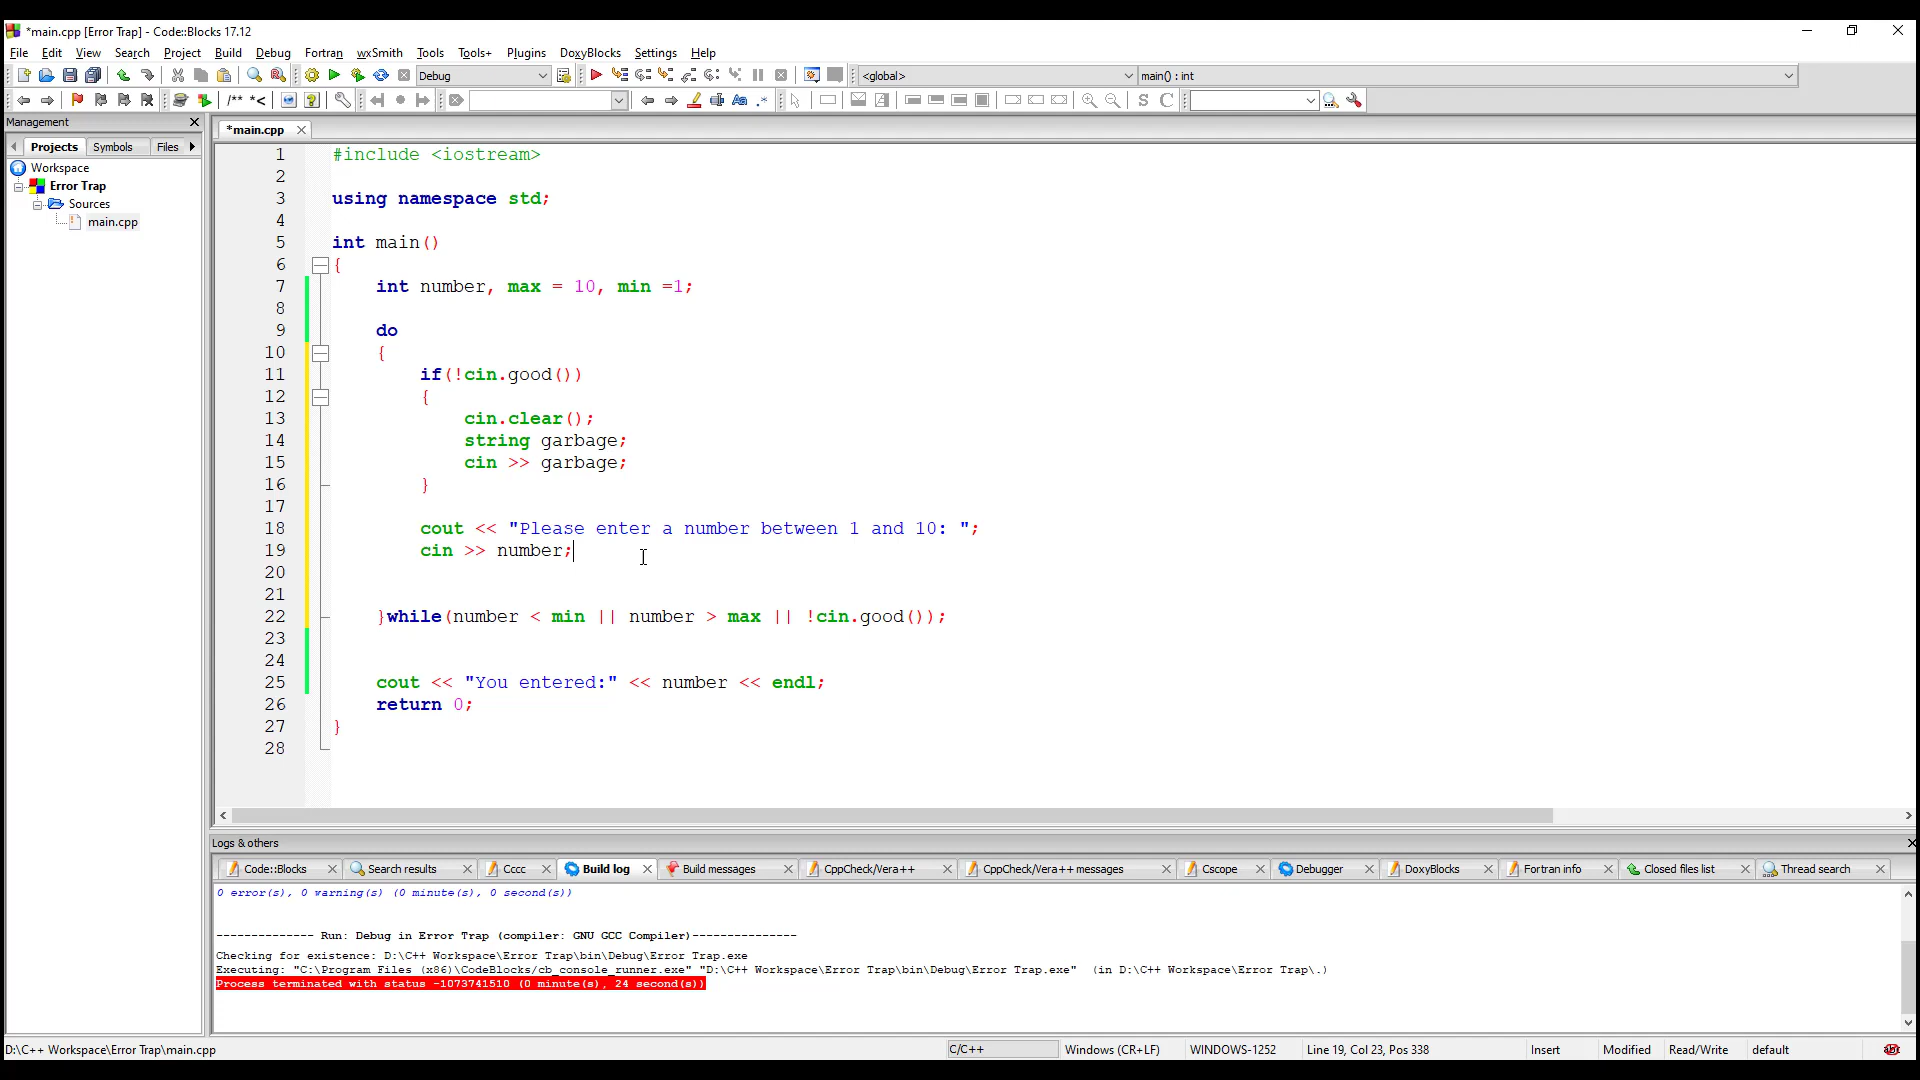 *main.cpp [Error Trap] - Code::Blocks 17.12
File Edit View Search Project Build Debug Fortran wxSmith Tools Tools+ Plugins DoxyBlocks Settings Help
Debug <global> main() : int
/** *<
S C
Management
*main.cpp
Projects Symbols Files
Workspace
Error Trap
Sources
main.cpp
1 #include <iostream>
2
3 using namespace std;
4
5 int main()
6 {
7 int number, max = 10, min =1;
8
9 do
10 {
11 if(!cin.good())
12 {
13 cin.clear();
14 string garbage;
15 cin >> garbage;
16 }
17
18 cout << "Please enter a number between 1 and 10: ";
19 cin >> number;
20
21
22 }while(number < min || number > max || !cin.good());
23
24
25 cout << "You entered:" << number << endl;
26 return 0;
27 }
28
Logs & others
Code::Blocks Search results Cccc Build log Build messages CppCheck/Vera++ CppCheck/Vera++ messages Cscope Debugger DoxyBlocks Fortran info Closed files list Thread search
0 error(s), 0 warning(s) (0 minute(s), 0 second(s))
-------------- Run: Debug in Error Trap (compiler: GNU GCC Compiler)---------------
Checking for existence: D:\C++ Workspace\Error Trap\bin\Debug\Error Trap.exe
Executing: "C:\Program Files (x86)\CodeBlocks/cb_console_runner.exe" "D:\C++ Workspace\Error Trap\bin\Debug\Error Trap.exe" (in D:\C++ Workspace\Error Trap\.)
Process terminated with status -1073741510 (0 minute(s), 24 second(s))
D:\C++ Workspace\Error Trap\main.cpp C/C++ Windows (CR+LF) WINDOWS-1252 Line 19, Col 23, Pos 338 Insert Modified Read/Write default